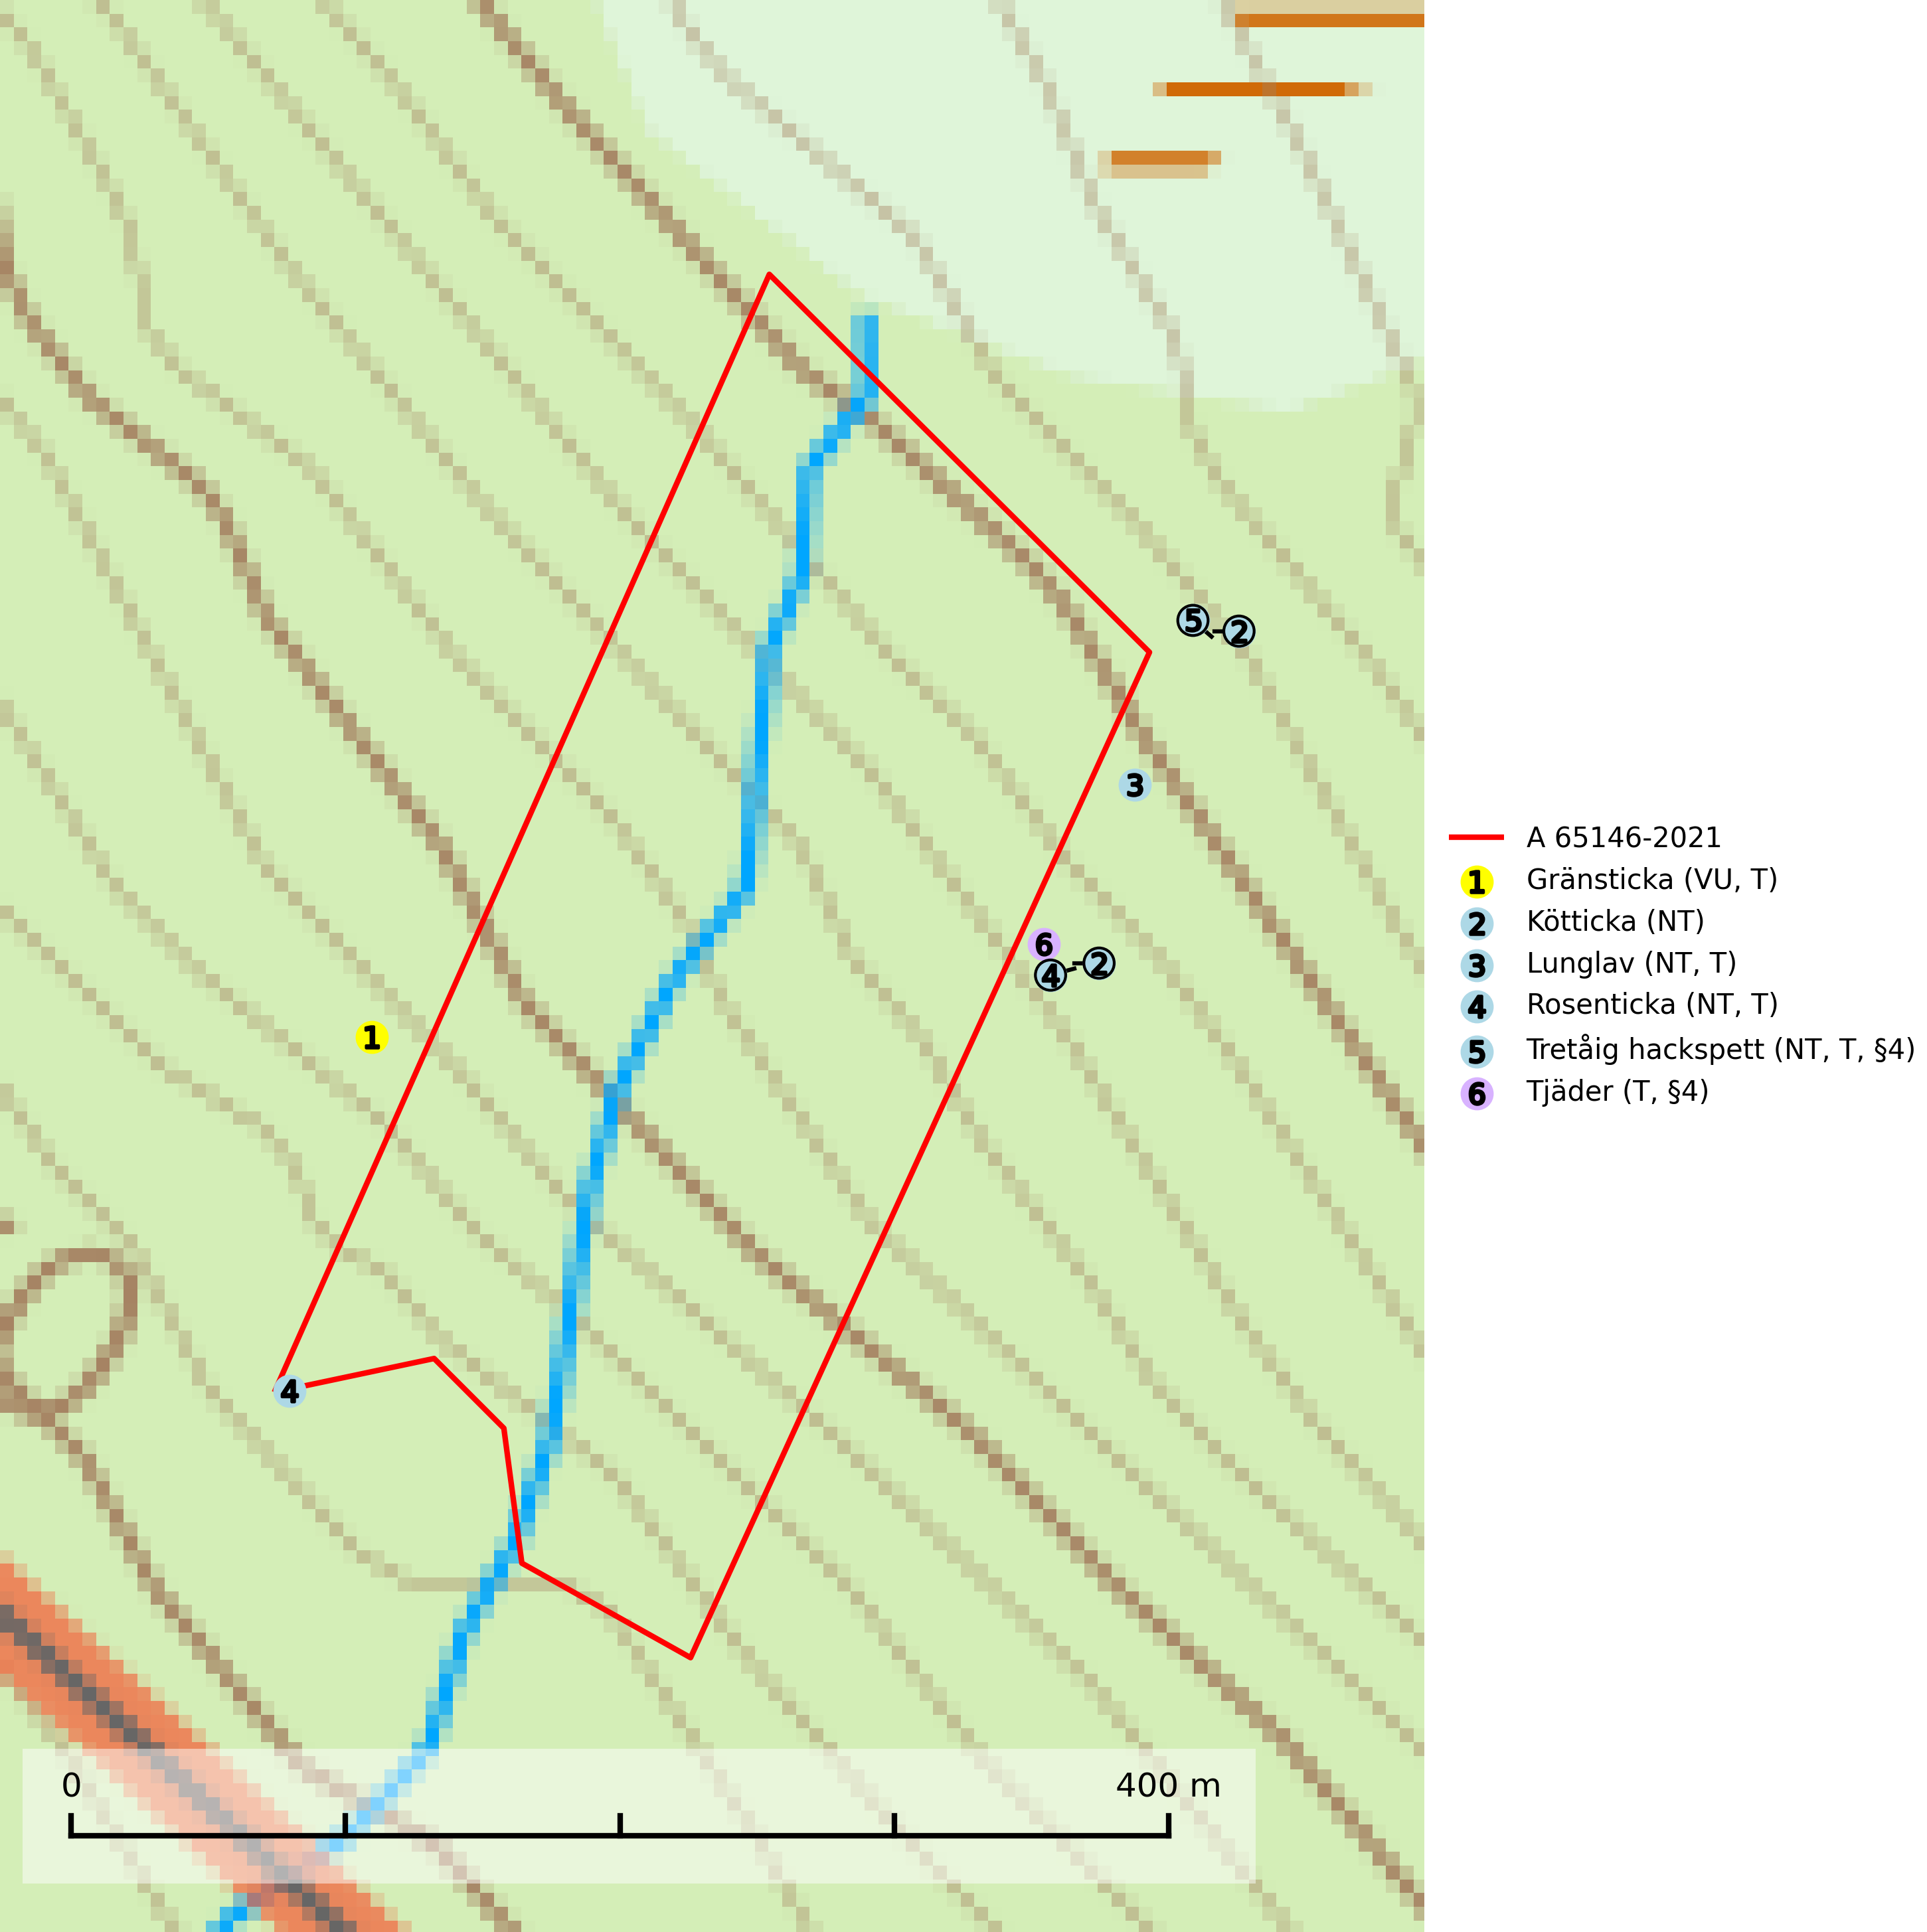 5
2
3
6
4
2
1
4
0
400 m
A 65146-2021
1 Gränsticka (VU, T)
2 Kötticka (NT)
3 Lunglav (NT, T)
4 Rosenticka (NT, T)
5 Tretåig hackspett (NT, T, §4)
6 Tjäder (T, §4)